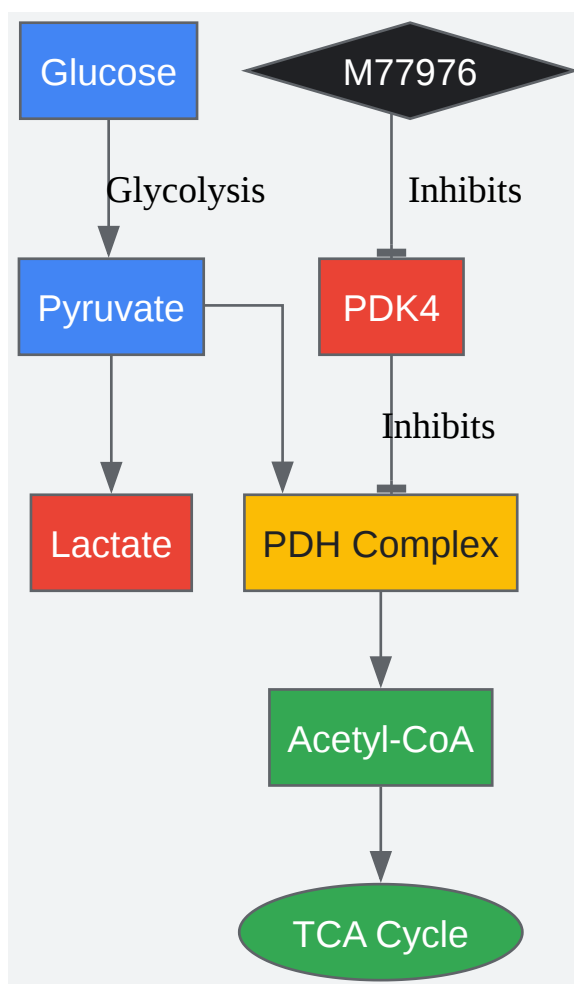 Glucose
M77976
Glycolysis
Inhibits
Pyruvate
PDK4
Inhibits
Lactate
PDH Complex
Acetyl-CoA
TCA Cycle